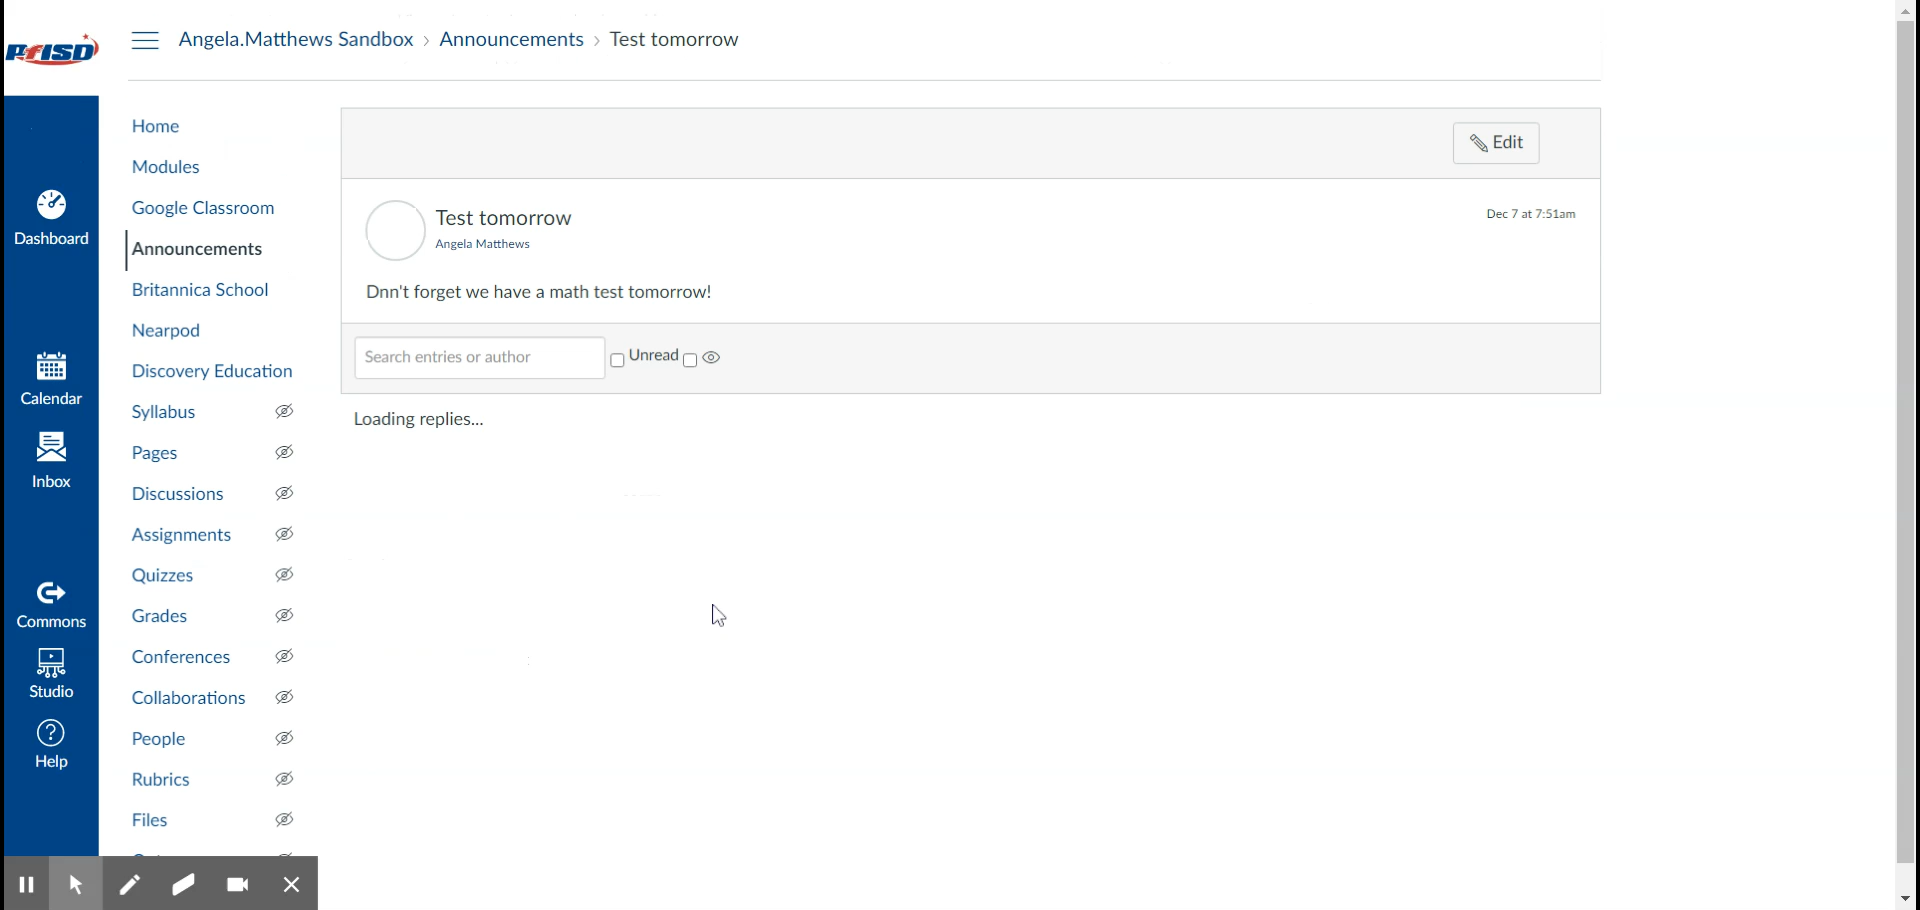 PfISD
Angela.Matthews Sandbox > Announcements > Test tomorrow
Dashboard
Calendar
Inbox
Commons
Studio
Help
Home
Modules
Google Classroom
Announcements
Britannica School
Nearpod
Discovery Education
Syllabus
Pages
Discussions
Assignments
Quizzes
Grades
Conferences
Collaborations
People
Rubrics
Files
Edit
Test tomorrow
Dec 7 at 7:51am
Angela Matthews
Dnn't forget we have a math test tomorrow!
Search entries or author
Unread
Loading replies...